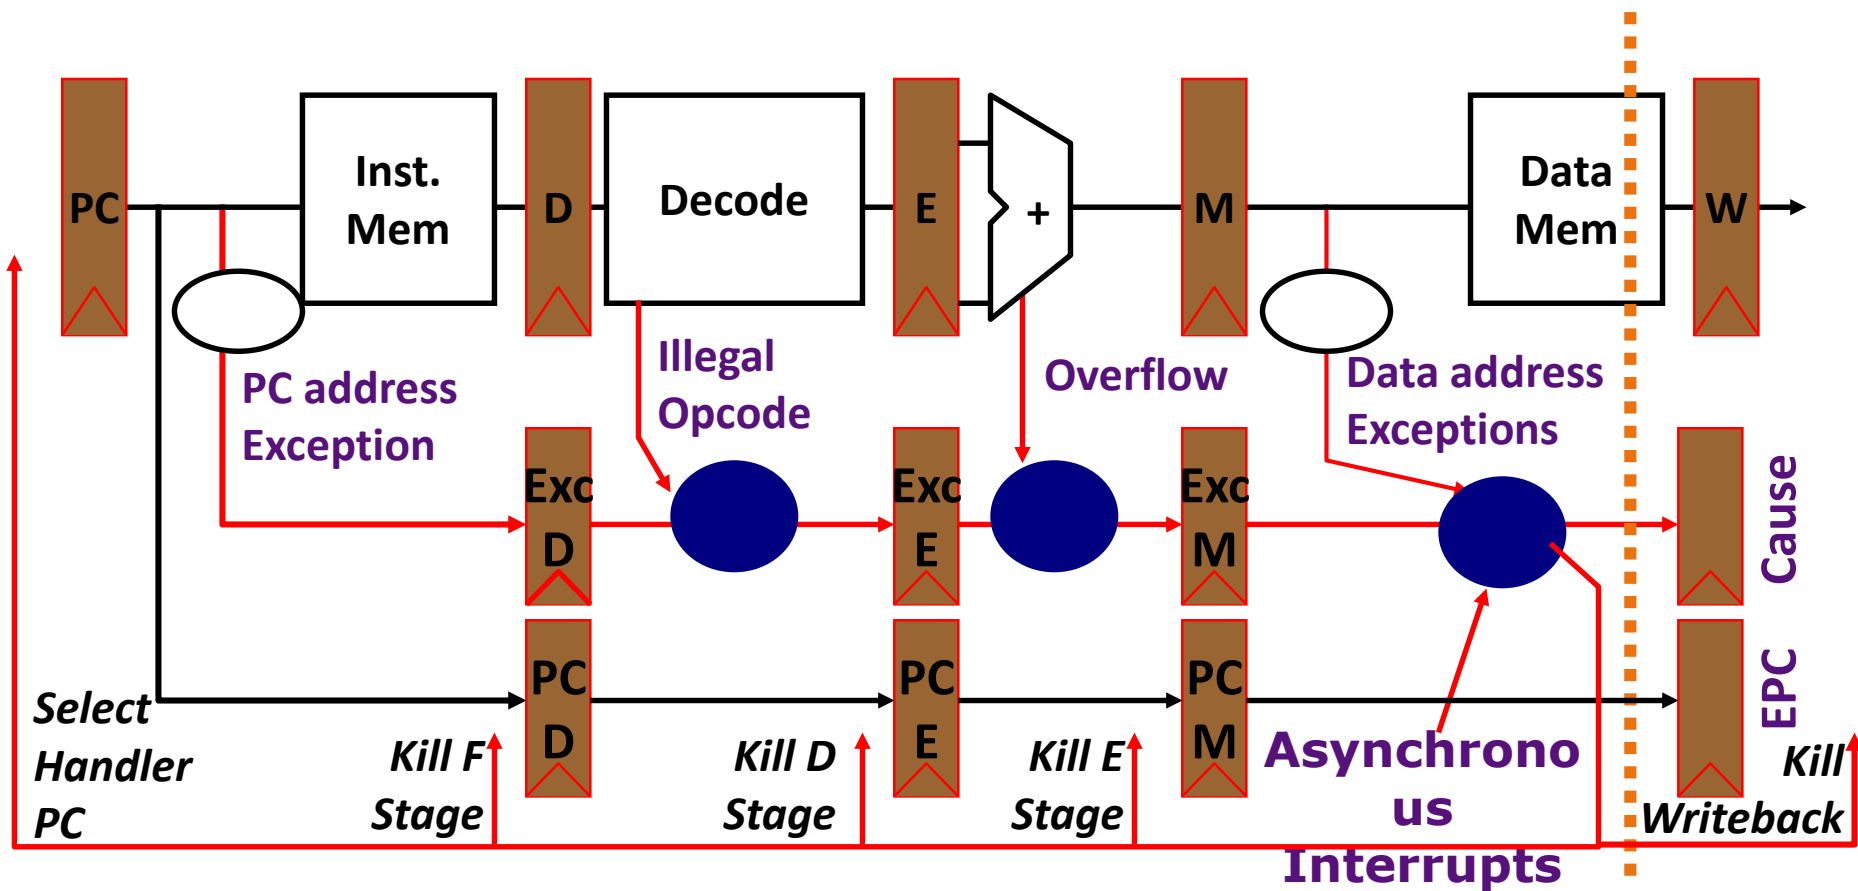 PC
Inst.
Mem
D
Decode
E
+
M
Data
Mem
W
PC address
Exception
Illegal
Opcode
Overflow
Data address
Exceptions
Exc
D
Exc
E
Exc
M
Cause
PC
D
PC
E
PC
M
EPC
Select
Handler
PC
Kill F
Stage
Kill D
Stage
Kill E
Stage
Asynchrono
us
Interrupts
Kill
Writeback